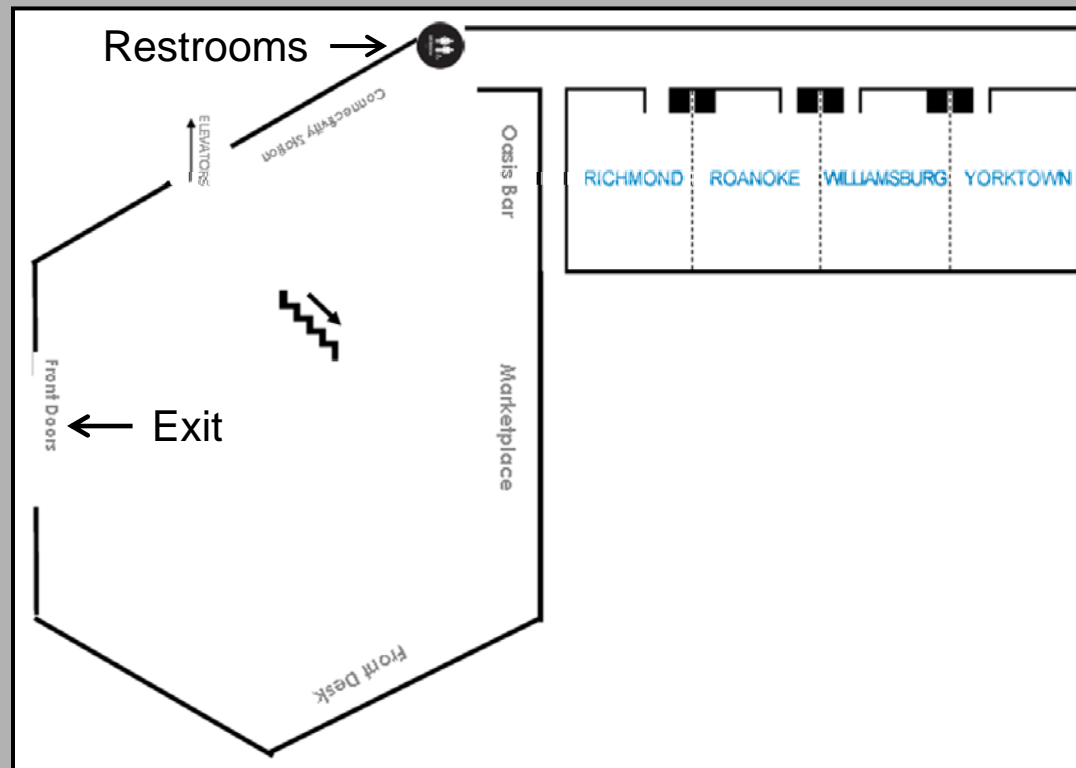 Restrooms
Connectivity Station
ELEVATORS
Oasis Bar
RICHMOND
ROANOKE
WILLIAMSBURG
YORKTOWN
Front Doors
Exit
Marketplace
Front Desk